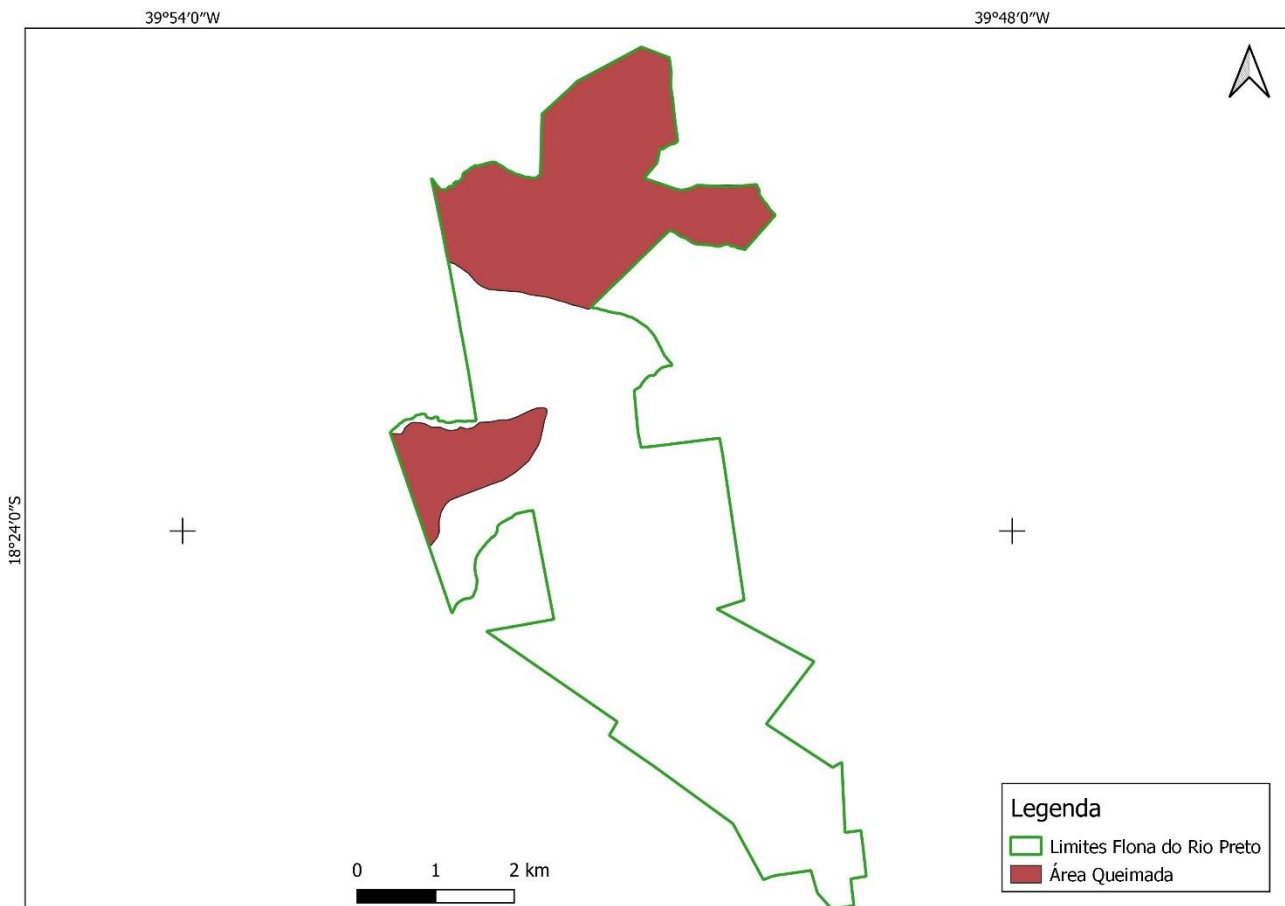 39°54′0″W
39°48′0″W
18°24′0″S
0 1 2 km
Legenda
Limites Flona do Rio Preto
Área Queimada